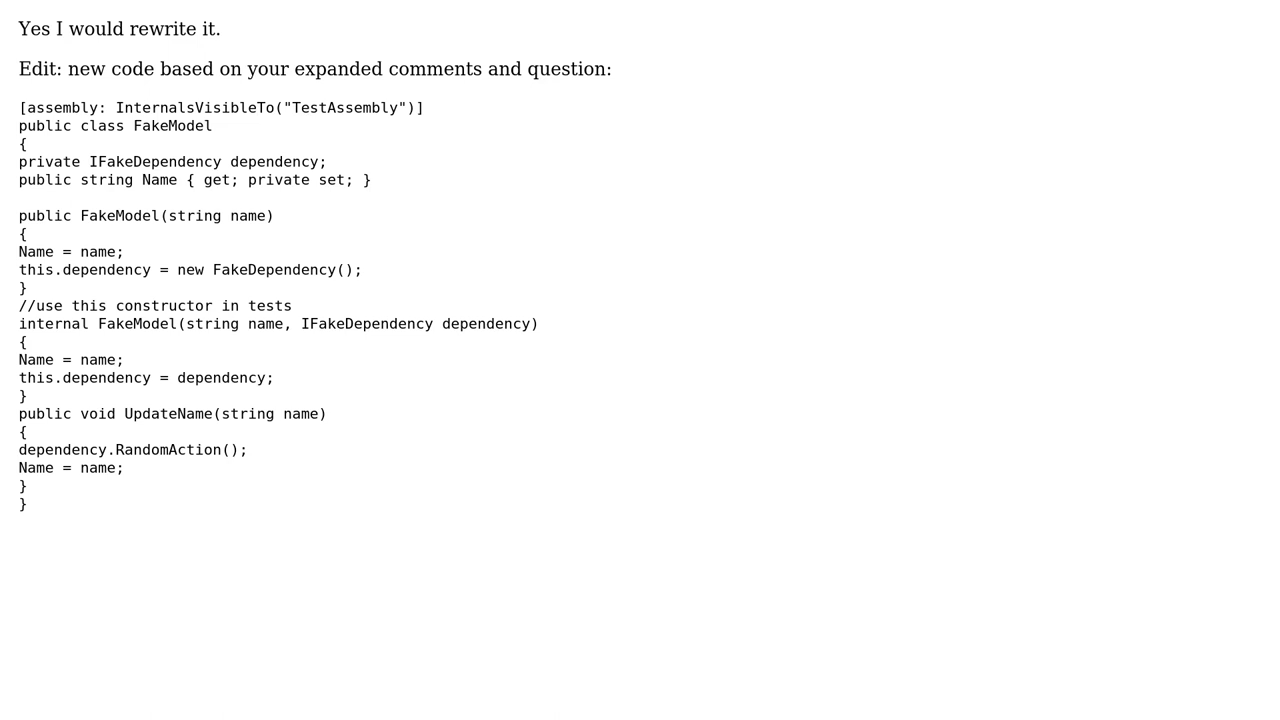 Yes I would rewrite it.
Edit: new code based on your expanded comments and question:
[assembly: InternalsVisibleTo("TestAssembly")]
public class FakeModel
{
private IFakeDependency dependency;
public string Name { get; private set; }
public FakeModel(string name)
{
Name = name;
this.dependency = new FakeDependency();
}
//use this constructor in tests
internal FakeModel(string name, IFakeDependency dependency)
{
Name = name;
this.dependency = dependency;
}
public void UpdateName(string name)
{
dependency.RandomAction();
Name = name;
}
}